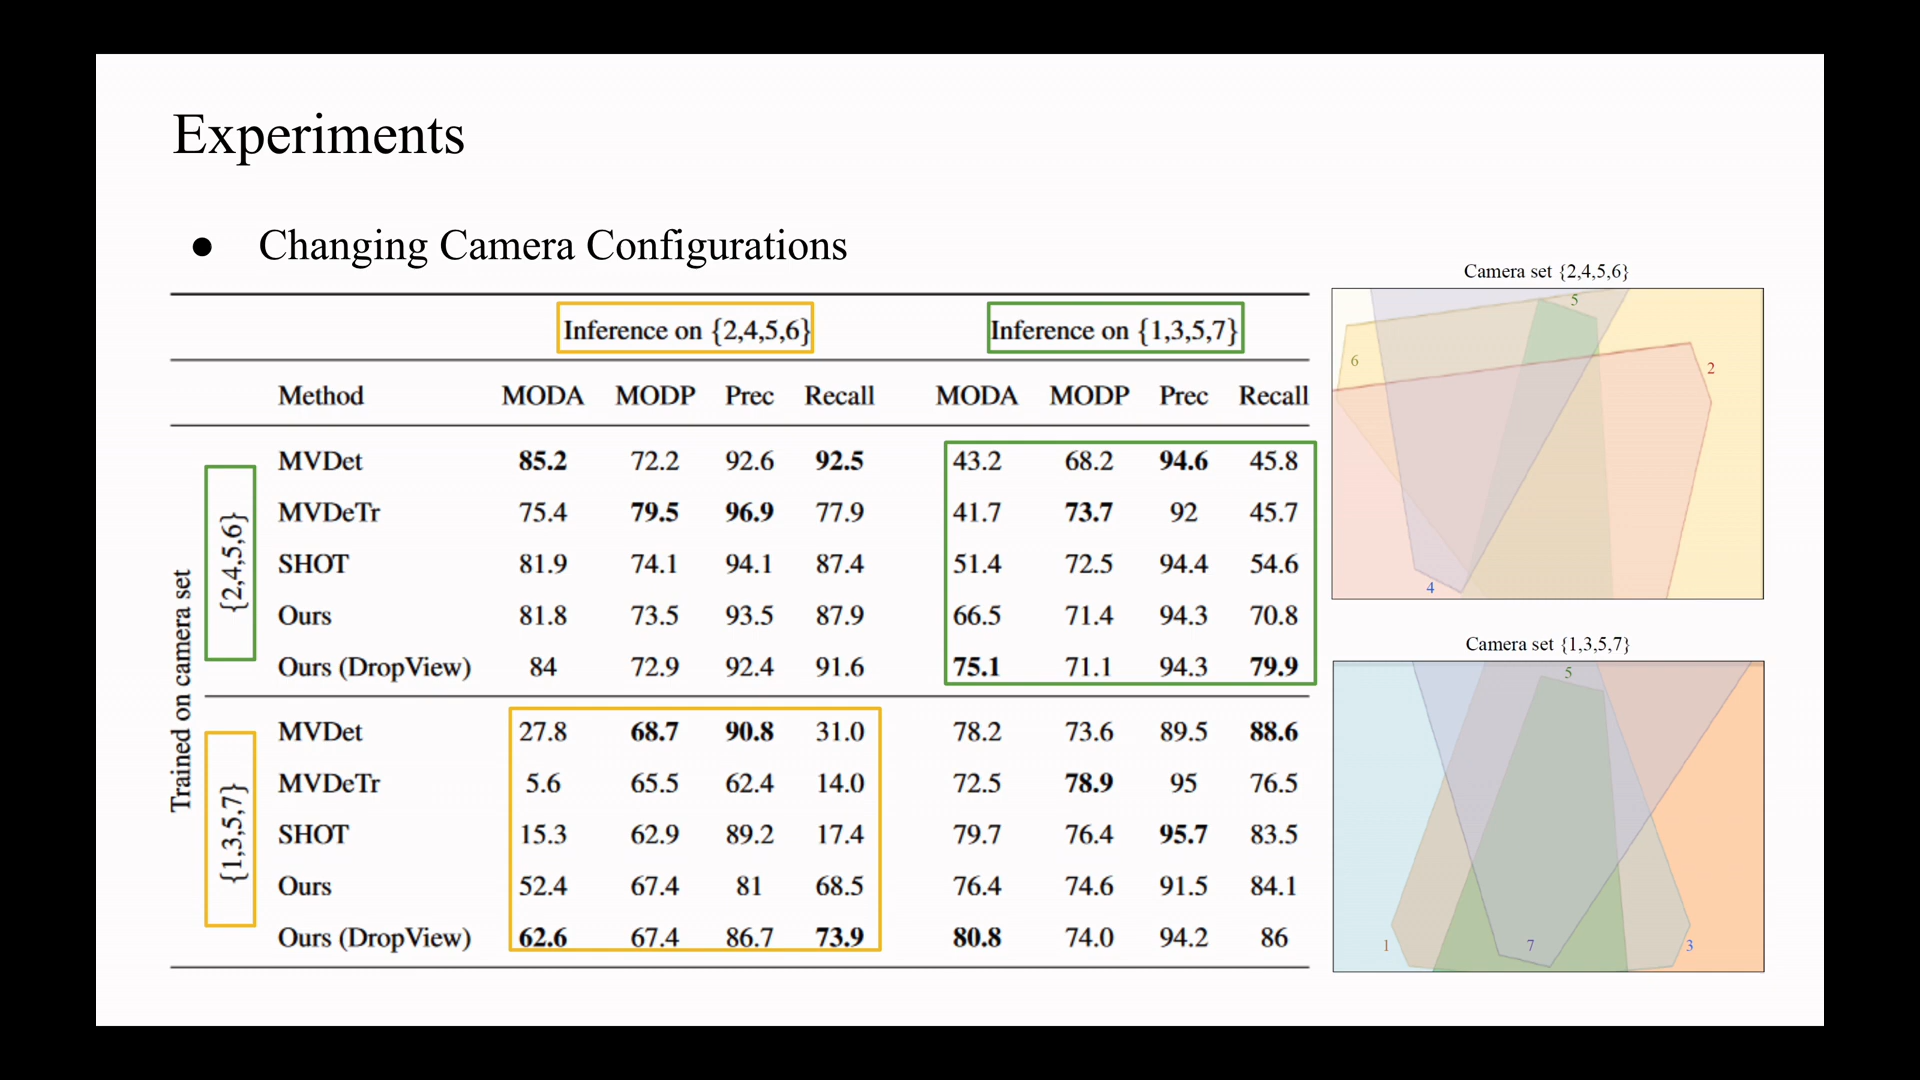 Experiments
● Changing Camera Configurations
Inference on {2,4,5,6} Inference on {1,3,5,7}
Method MODA MODP Prec Recall MODA MODP Prec Recall
Trained on camera set
{2,4,5,6}
MVDet 85.2 72.2 92.6 92.5 43.2 68.2 94.6 45.8
MVDeTr 75.4 79.5 96.9 77.9 41.7 73.7 92 45.7
SHOT 81.9 74.1 94.1 87.4 51.4 72.5 94.4 54.6
Ours 81.8 73.5 93.5 87.9 66.5 71.4 94.3 70.8
Ours (DropView) 84 72.9 92.4 91.6 75.1 71.1 94.3 79.9
{1,3,5,7}
MVDet 27.8 68.7 90.8 31.0 78.2 73.6 89.5 88.6
MVDeTr 5.6 65.5 62.4 14.0 72.5 78.9 95 76.5
SHOT 15.3 62.9 89.2 17.4 79.7 76.4 95.7 83.5
Ours 52.4 67.4 81 68.5 76.4 74.6 91.5 84.1
Ours (DropView) 62.6 67.4 86.7 73.9 80.8 74.0 94.2 86
Camera set {2,4,5,6}
5
6
2
4
Camera set {1,3,5,7}
5
1 7 3